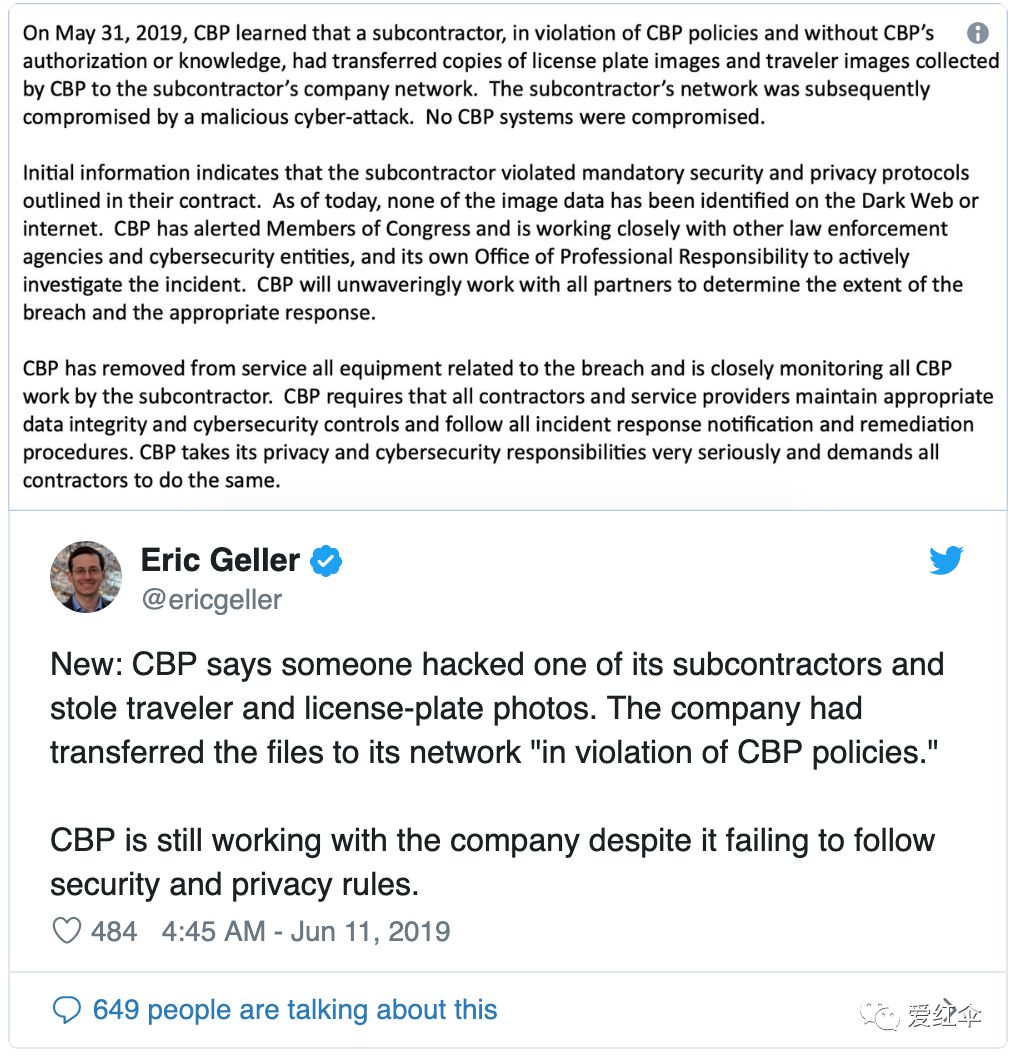 On May 31, 2019, CBP learned that a subcontractor, in violation of CBP policies and without CBP’s
authorization or knowledge, had transferred copies of license plate images and traveler images collected
by CBP to the subcontractor’s company network.  The subcontractor’s network was subsequently
compromised by a malicious cyber-attack.  No CBP systems were compromised.
Initial information indicates that the subcontractor violated mandatory security and privacy protocols
outlined in their contract.  As of today, none of the image data has been identified on the Dark Web or
internet.  CBP has alerted Members of Congress and is working closely with other law enforcement
agencies and cybersecurity entities, and its own Office of Professional Responsibility to actively
investigate the incident.  CBP will unwaveringly work with all partners to determine the extent of the
breach and the appropriate response.
CBP has removed from service all equipment related to the breach and is closely monitoring all CBP
work by the subcontractor.  CBP requires that all contractors and service providers maintain appropriate
data integrity and cybersecurity controls and follow all incident response notification and remediation
procedures. CBP takes its privacy and cybersecurity responsibilities very seriously and demands all
contractors to do the same.
Eric Geller
@ericgeller
New: CBP says someone hacked one of its subcontractors and
stole traveler and license-plate photos. The company had
transferred the files to its network "in violation of CBP policies."
CBP is still working with the company despite it failing to follow
security and privacy rules.
484 4:45 AM - Jun 11, 2019
649 people are talking about this
爱红伞